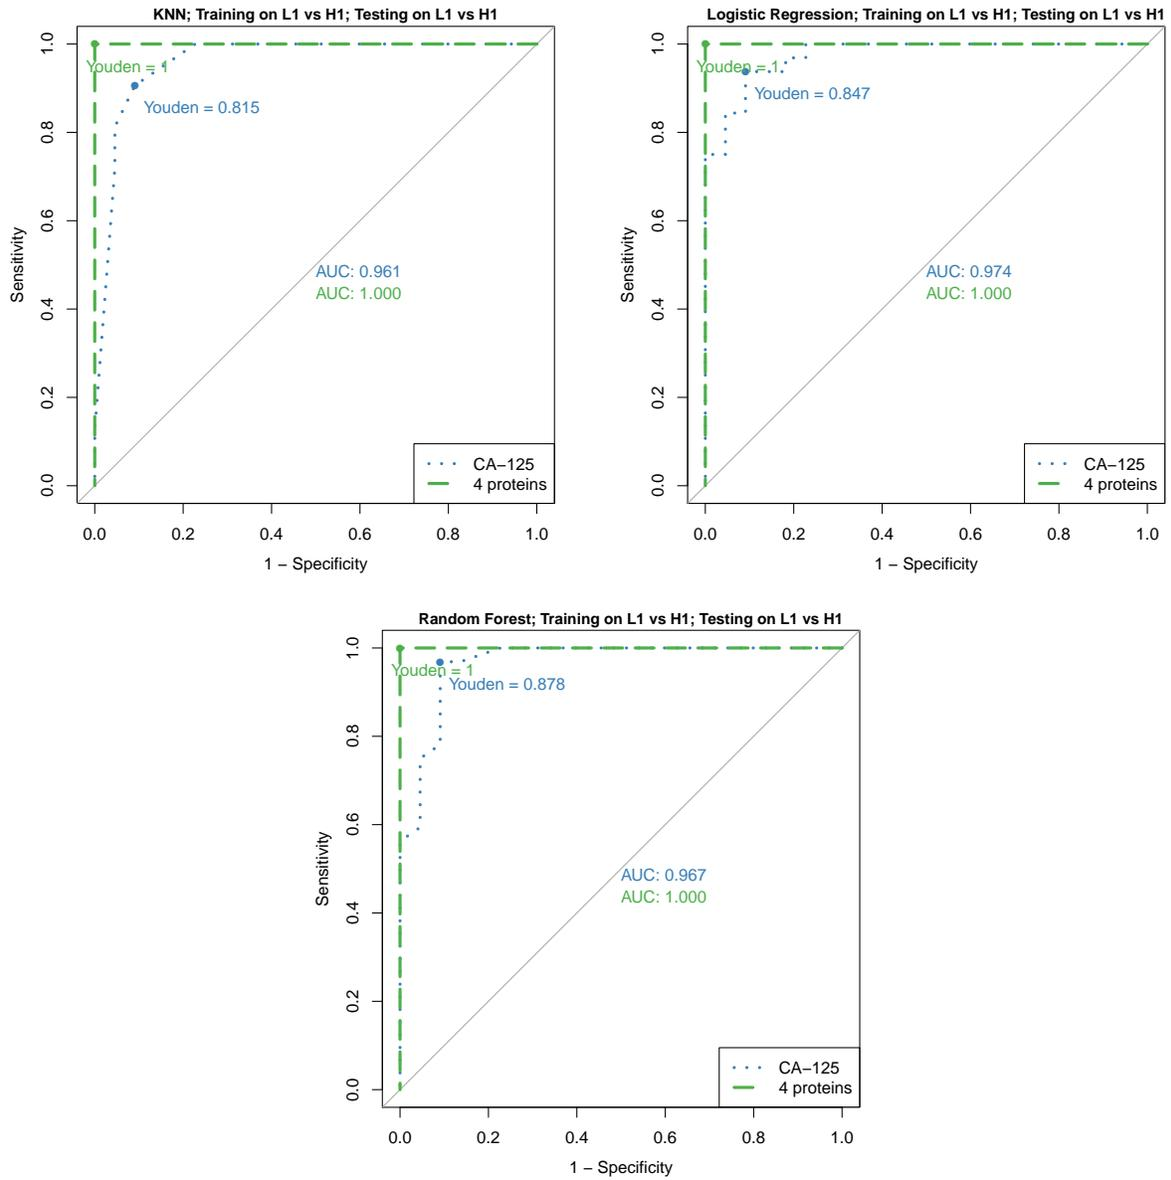 KNN; Training on L1 vs H1; Testing on L1 vs H1
Sensitivity
1.0
0.8
0.6
0.4
0.2
0.0
Youden = 1
Youden = 0.815
AUC: 0.961
AUC: 1.000
CA−125
4 proteins
0.0 0.2 0.4 0.6 0.8 1.0
1 − Specificity
Logistic Regression; Training on L1 vs H1; Testing on L1 vs H1
Sensitivity
1.0
0.8
0.6
0.4
0.2
0.0
Youden = 1
Youden = 0.847
AUC: 0.974
AUC: 1.000
CA−125
4 proteins
0.0 0.2 0.4 0.6 0.8 1.0
1 − Specificity
Random Forest; Training on L1 vs H1; Testing on L1 vs H1
Sensitivity
1.0
0.8
0.6
0.4
0.2
0.0
Youden = 1
Youden = 0.878
AUC: 0.967
AUC: 1.000
CA−125
4 proteins
0.0 0.2 0.4 0.6 0.8 1.0
1 − Specificity